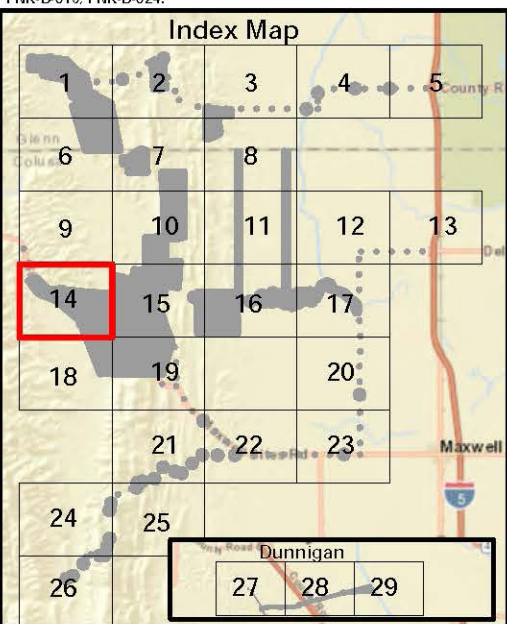 Index Map
1 2 3 4 5
County R
Glenn
Colus
6 7 8
9 10 11 12 13
Del
14 15 16 17
18 19 20
21 22 23
Maxwell
5
24 25
26
Dunnigan
27 28 29